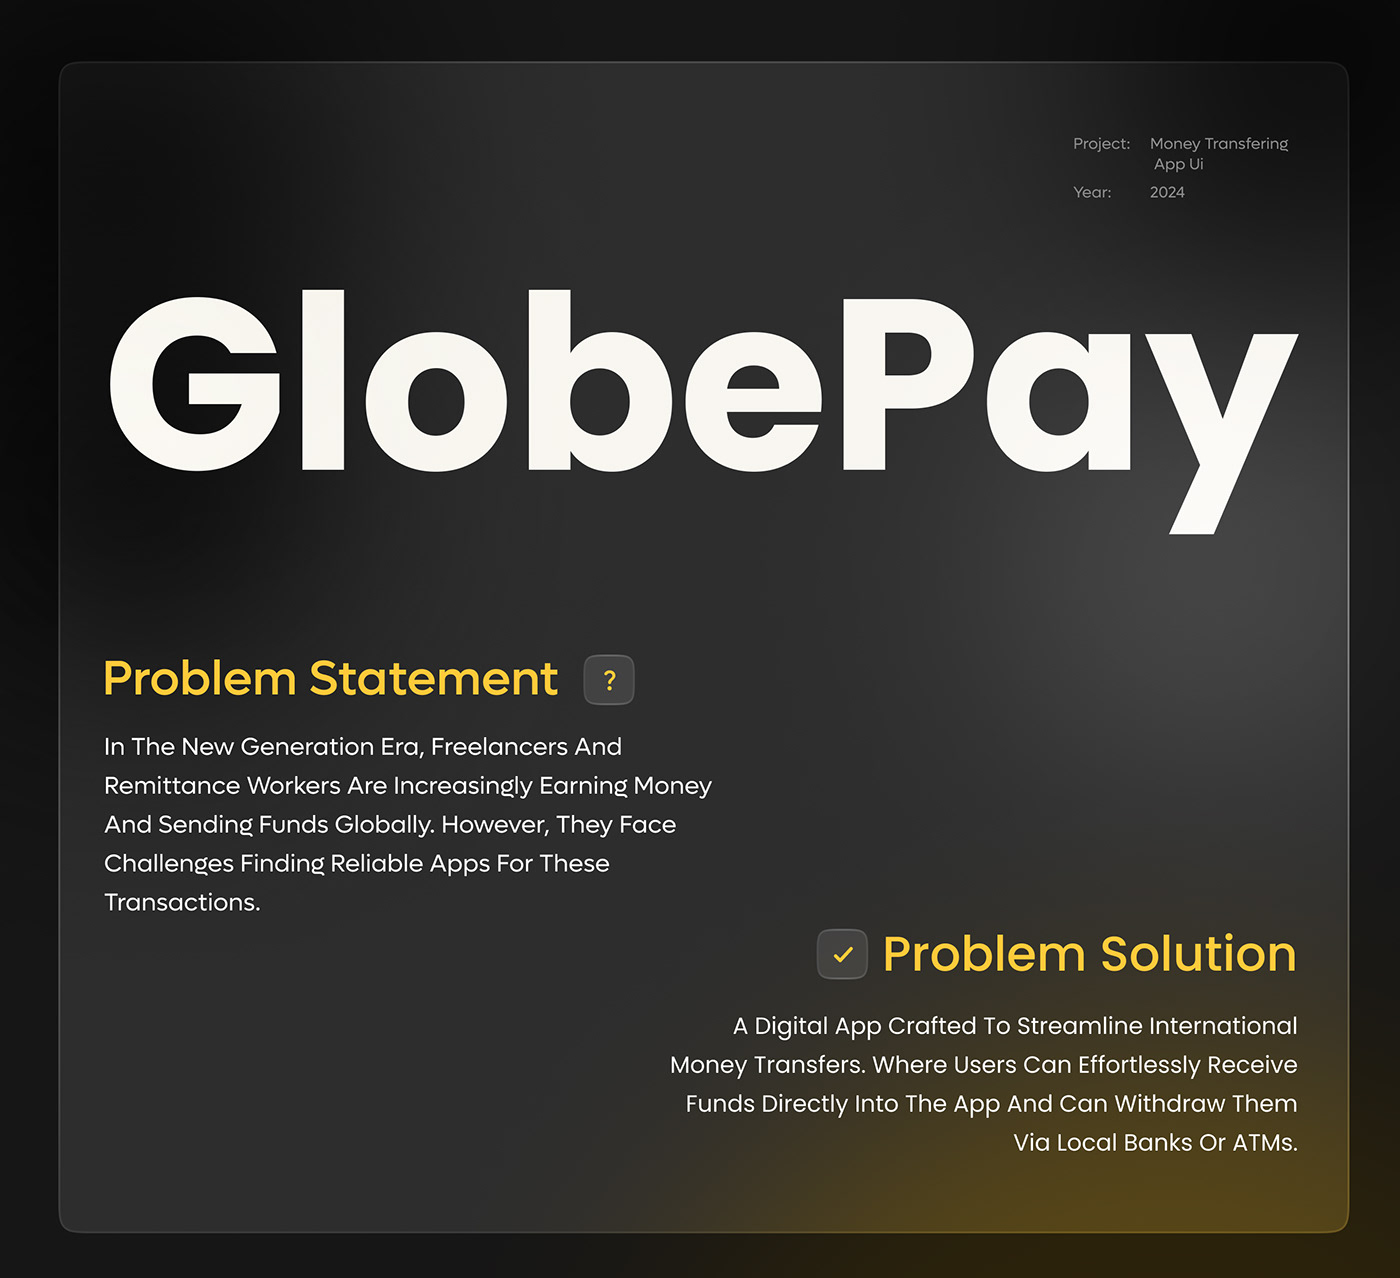 Project: Money Transfering
App Ui
Year: 2024
GlobePay
Problem Statement ?
In The New Generation Era, Freelancers And
Remittance Workers Are Increasingly Earning Money
And Sending Funds Globally. However, They Face
Challenges Finding Reliable Apps For These
Transactions.
Problem Solution
A Digital App Crafted To Streamline International
Money Transfers. Where Users Can Effortlessly Receive
Funds Directly Into The App And Can Withdraw Them
Via Local Banks Or ATMs.